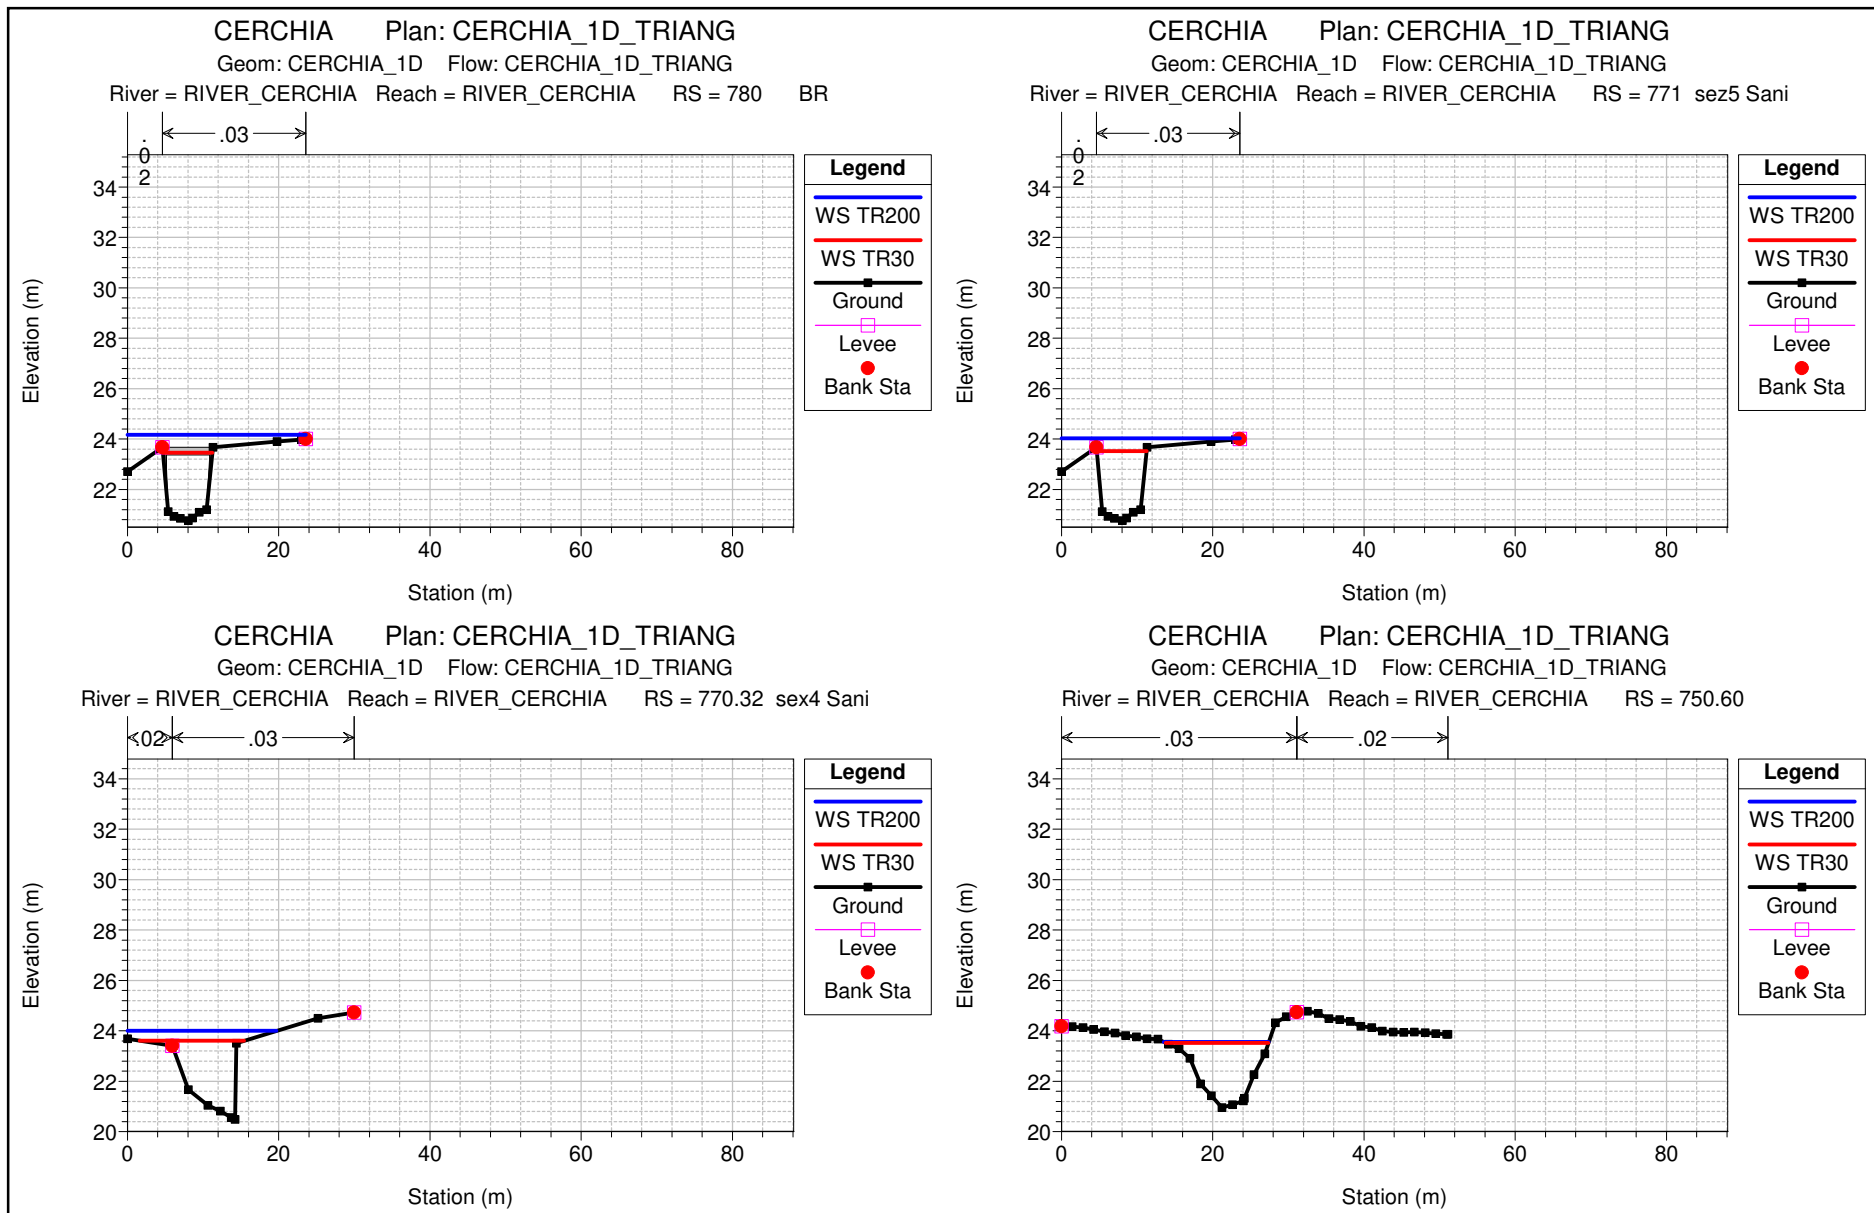 CERCHIA Plan: CERCHIA_1D_TRIANG
Geom: CERCHIA_1D Flow: CERCHIA_1D_TRIANG
River = RIVER_CERCHIA Reach = RIVER_CERCHIA RS = 780 BR
.02
.03
Legend
WS TR200
WS TR30
Ground
Levee
Bank Sta
34
32
30
28
26
24
22
Elevation (m)
0 20 40 60 80
Station (m)
CERCHIA Plan: CERCHIA_1D_TRIANG
Geom: CERCHIA_1D Flow: CERCHIA_1D_TRIANG
River = RIVER_CERCHIA Reach = RIVER_CERCHIA RS = 771 sez5 Sani
.02
.03
Legend
WS TR200
WS TR30
Ground
Levee
Bank Sta
34
32
30
28
26
24
22
Elevation (m)
0 20 40 60 80
Station (m)
CERCHIA Plan: CERCHIA_1D_TRIANG
Geom: CERCHIA_1D Flow: CERCHIA_1D_TRIANG
River = RIVER_CERCHIA Reach = RIVER_CERCHIA RS = 770.32 sex4 Sani
.02 .03
Legend
WS TR200
WS TR30
Ground
Levee
Bank Sta
34
32
30
28
26
24
22
20
Elevation (m)
0 20 40 60 80
Station (m)
CERCHIA Plan: CERCHIA_1D_TRIANG
Geom: CERCHIA_1D Flow: CERCHIA_1D_TRIANG
River = RIVER_CERCHIA Reach = RIVER_CERCHIA RS = 750.60
.03 .02
Legend
WS TR200
WS TR30
Ground
Levee
Bank Sta
34
32
30
28
26
24
22
20
Elevation (m)
0 20 40 60 80
Station (m)